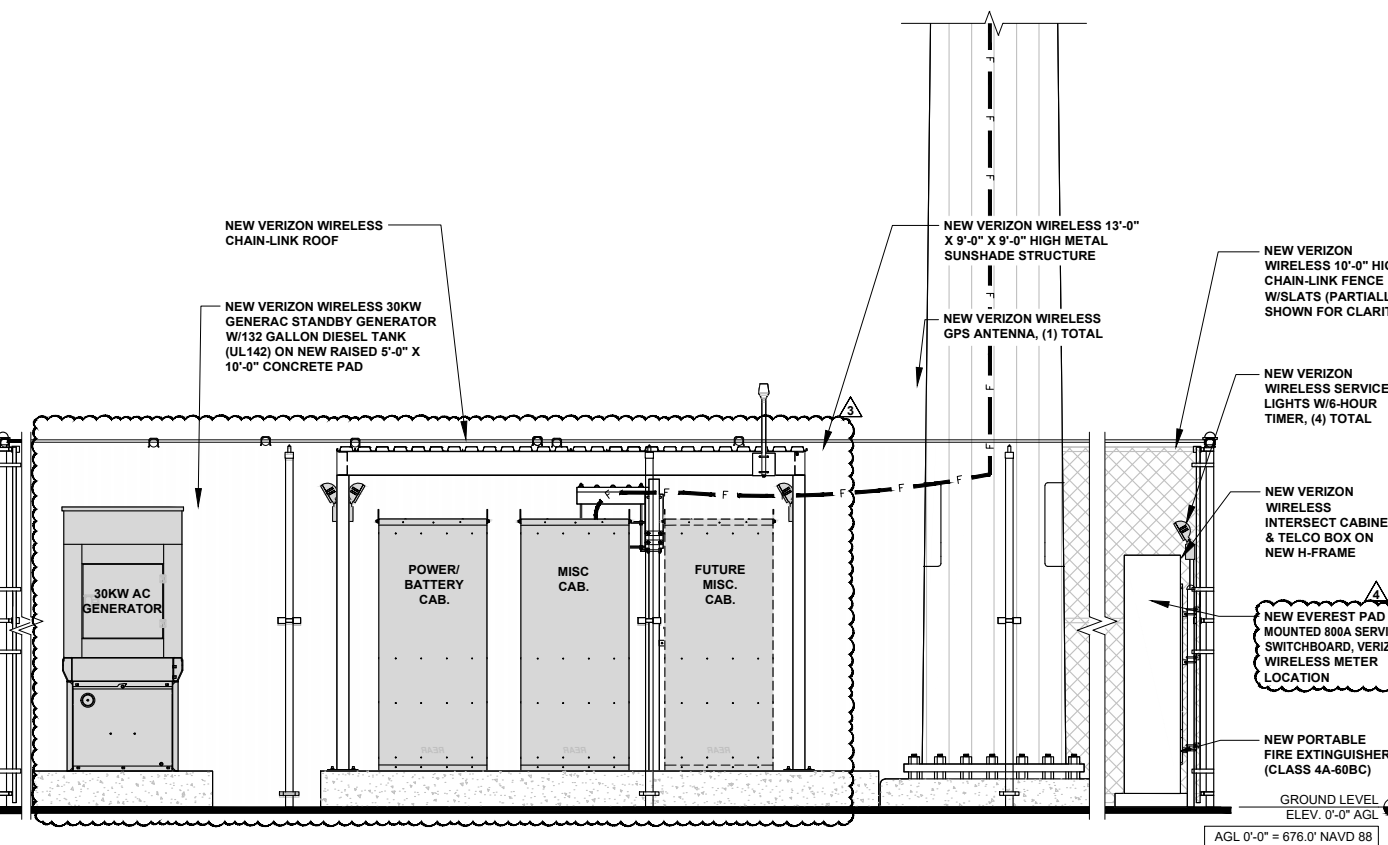 NEW VERIZON WIRELESS
CHAIN-LINK ROOF
NEW VERIZON WIRELESS 30KW
GENERAC STANDBY GENERATOR
W/132 GALLON DIESEL TANK
(UL142) ON NEW RAISED 5'-0" X
10'-0" CONCRETE PAD
NEW VERIZON WIRELESS 13'-0"
X 9'-0" X 9'-0" HIGH METAL
SUNSHADE STRUCTURE
NEW VERIZON WIRELESS
GPS ANTENNA, (1) TOTAL
NEW VERIZON
WIRELESS 10'-0" HIG
CHAIN-LINK FENCE
W/SLATS (PARTIALL
SHOWN FOR CLARIT
NEW VERIZON
WIRELESS SERVICE
LIGHTS W/6-HOUR
TIMER, (4) TOTAL
NEW VERIZON
WIRELESS
INTERSECT CABINE
& TELCO BOX ON
NEW H-FRAME
4
NEW EVEREST PAD
MOUNTED 800A SERVI
SWITCHBOARD, VERIZ
WIRELESS METER
LOCATION
NEW PORTABLE
FIRE EXTINGUISHER
(CLASS 4A-60BC)
GROUND LEVEL
ELEV. 0'-0" AGL
AGL 0'-0" = 676.0' NAVD 88
3
30KW AC
GENERATOR
POWER/
BATTERY
CAB.
MISC
CAB.
FUTURE
MISC.
CAB.
REAR
REAR
REAR
F
F
F
F
F
F
F
F
F
F
F